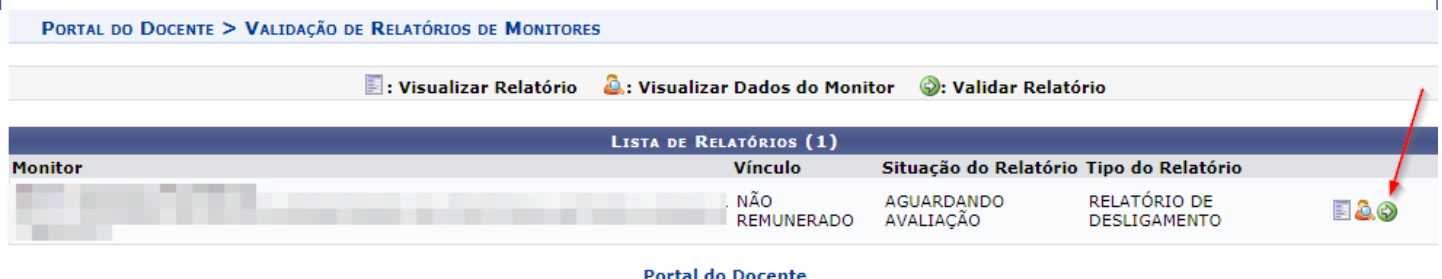 PORTAL DO DOCENTE > VALIDAÇÃO DE RELATÓRIOS DE MONITORES
: Visualizar Relatório : Visualizar Dados do Monitor : Validar Relatório
LISTA DE RELATÓRIOS (1)
Monitor Vínculo Situação do Relatório Tipo do Relatório
NÃO REMUNERADO AGUARDANDO AVALIAÇÃO RELATÓRIO DE DESLIGAMENTO
Portal do Docente